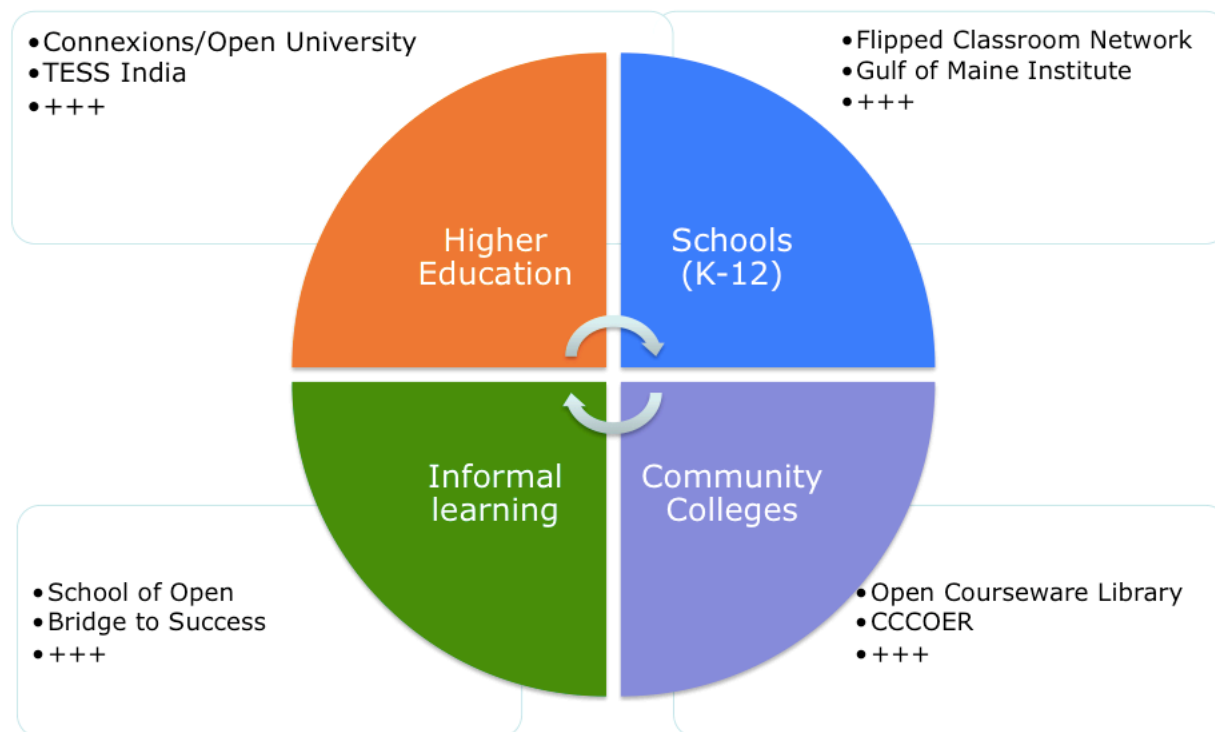 •Connexions/Open University
•TESS India
•+++
•Flipped Classroom Network
•Gulf of Maine Institute
•+++
Higher
Education
Schools
(K-12)
Informal
learning
Community
Colleges
•School of Open
•Bridge to Success
•+++
•Open Courseware Library
•CCCOER
•+++